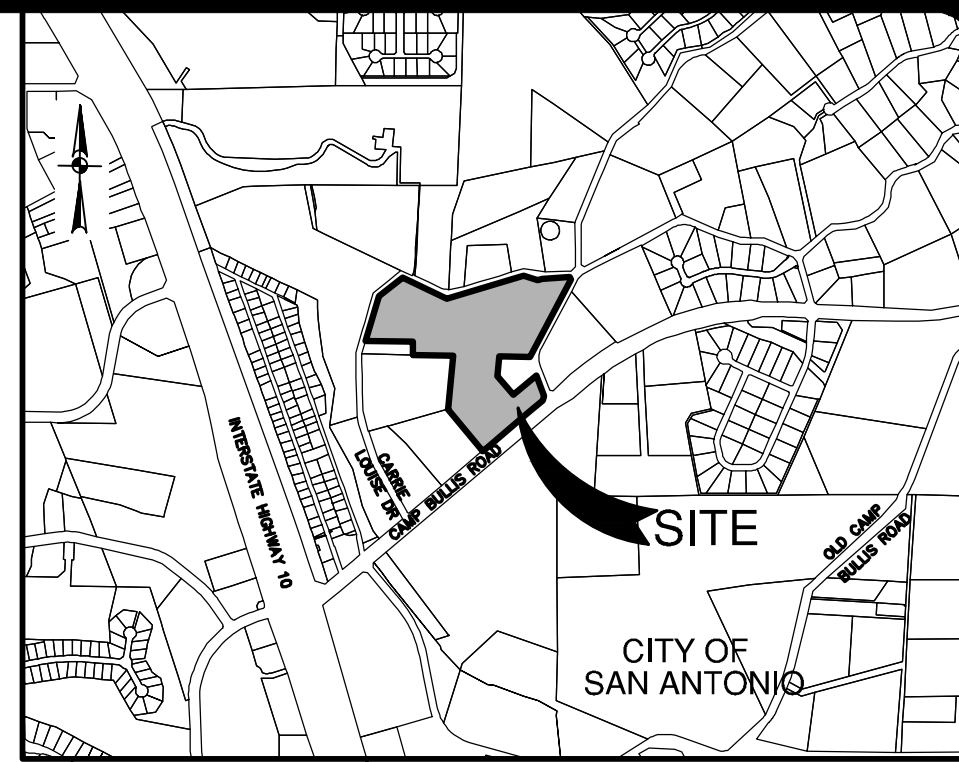 INTERSTATE HIGHWAY 10
CARRIE
LOUISE DR
CAMP BULLIS ROAD
SITE
OLD CAMP
BULLIS ROAD
CITY OF
SAN ANTONIO